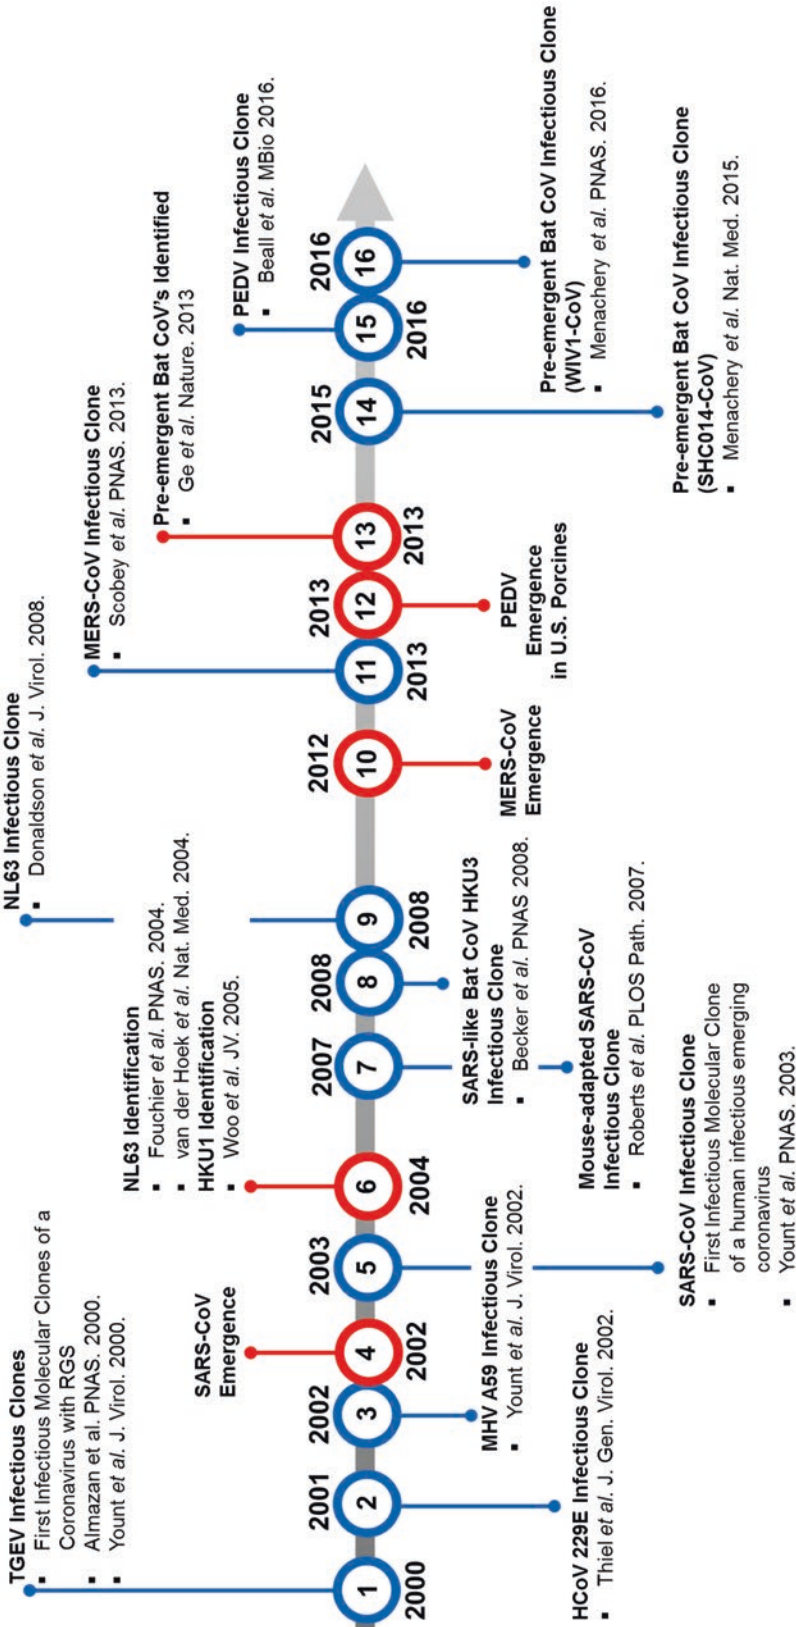 TGEV Infectious Clones
▪ First Infectious Molecular Clones of a
Coronavirus with RGS
▪ Almazan et al. PNAS. 2000.
▪ Yount et al. J. Virol. 2000.
1
2000
2001
2
HCoV 229E Infectious Clone
▪ Thiel et al. J. Gen. Virol. 2002.
2002
3
MHV A59 Infectious Clone
▪ Yount et al. J. Virol. 2002.
SARS-CoV
Emergence
4
2002
2003
5
SARS-CoV Infectious Clone
▪ First Infectious Molecular Clone
of a human infectious emerging
coronavirus
▪ Yount et al. PNAS. 2003.
NL63 Identification
▪ Fouchier et al. PNAS. 2004.
▪ van der Hoek et al. Nat. Med. 2004.
HKU1 Identification
▪ Woo et al. JV. 2005.
6
2004
2007
7
Mouse-adapted SARS-CoV
Infectious Clone
▪ Roberts et al. PLOS Path. 2007.
2008
8
SARS-like Bat CoV HKU3
Infectious Clone
▪ Becker et al. PNAS 2008.
NL63 Infectious Clone
▪ Donaldson et al. J. Virol. 2008.
9
2008
2012
10
MERS-CoV
Emergence
MERS-CoV Infectious Clone
▪ Scobey et al. PNAS. 2013.
11
2013
2013
12
PEDV
Emergence
in U.S. Porcines
Pre-emergent Bat CoV's Identified
▪ Ge et al. Nature. 2013
13
2013
2015
14
Pre-emergent Bat CoV Infectious Clone
(SHC014-CoV)
▪ Menachery et al. Nat. Med. 2015.
PEDV Infectious Clone
▪ Beall et al. MBio 2016.
15
2016
2016
16
Pre-emergent Bat CoV Infectious Clone
(WIV1-CoV)
▪ Menachery et al. PNAS. 2016.